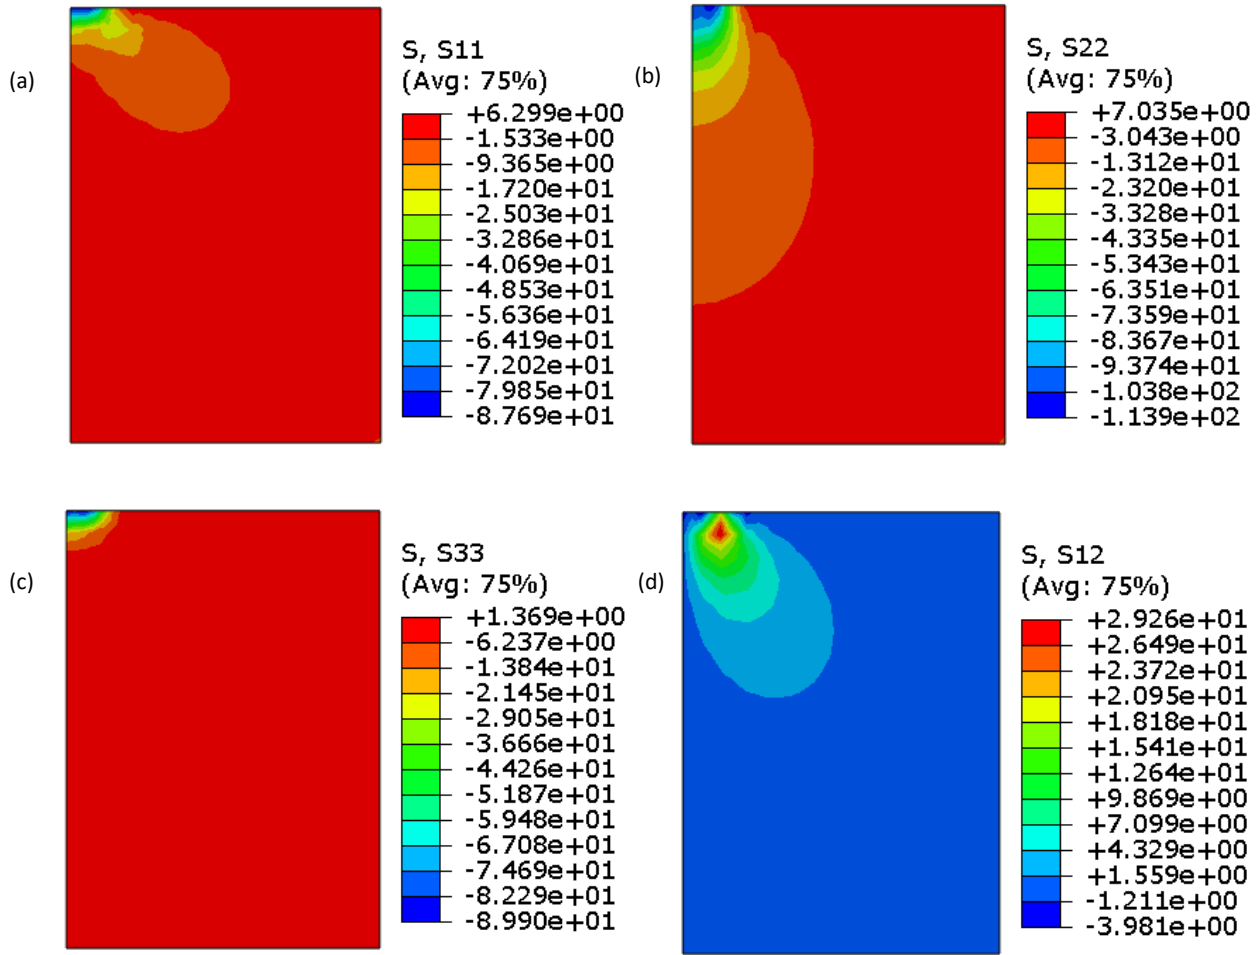 (a)
S, S11
(Avg: 75%)
+6.299e+00
-1.533e+00
-9.365e+00
-1.720e+01
-2.503e+01
-3.286e+01
-4.069e+01
-4.853e+01
-5.636e+01
-6.419e+01
-7.202e+01
-7.985e+01
-8.769e+01
(b)
S, S22
(Avg: 75%)
+7.035e+00
-3.043e+00
-1.312e+01
-2.320e+01
-3.328e+01
-4.335e+01
-5.343e+01
-6.351e+01
-7.359e+01
-8.367e+01
-9.374e+01
-1.038e+02
-1.139e+02
(c)
S, S33
(Avg: 75%)
+1.369e+00
-6.237e+00
-1.384e+01
-2.145e+01
-2.905e+01
-3.666e+01
-4.426e+01
-5.187e+01
-5.948e+01
-6.708e+01
-7.469e+01
-8.229e+01
-8.990e+01
(d)
S, S12
(Avg: 75%)
+2.926e+01
+2.649e+01
+2.372e+01
+2.095e+01
+1.818e+01
+1.541e+01
+1.264e+01
+9.869e+00
+7.099e+00
+4.329e+00
+1.559e+00
-1.211e+00
-3.981e+00